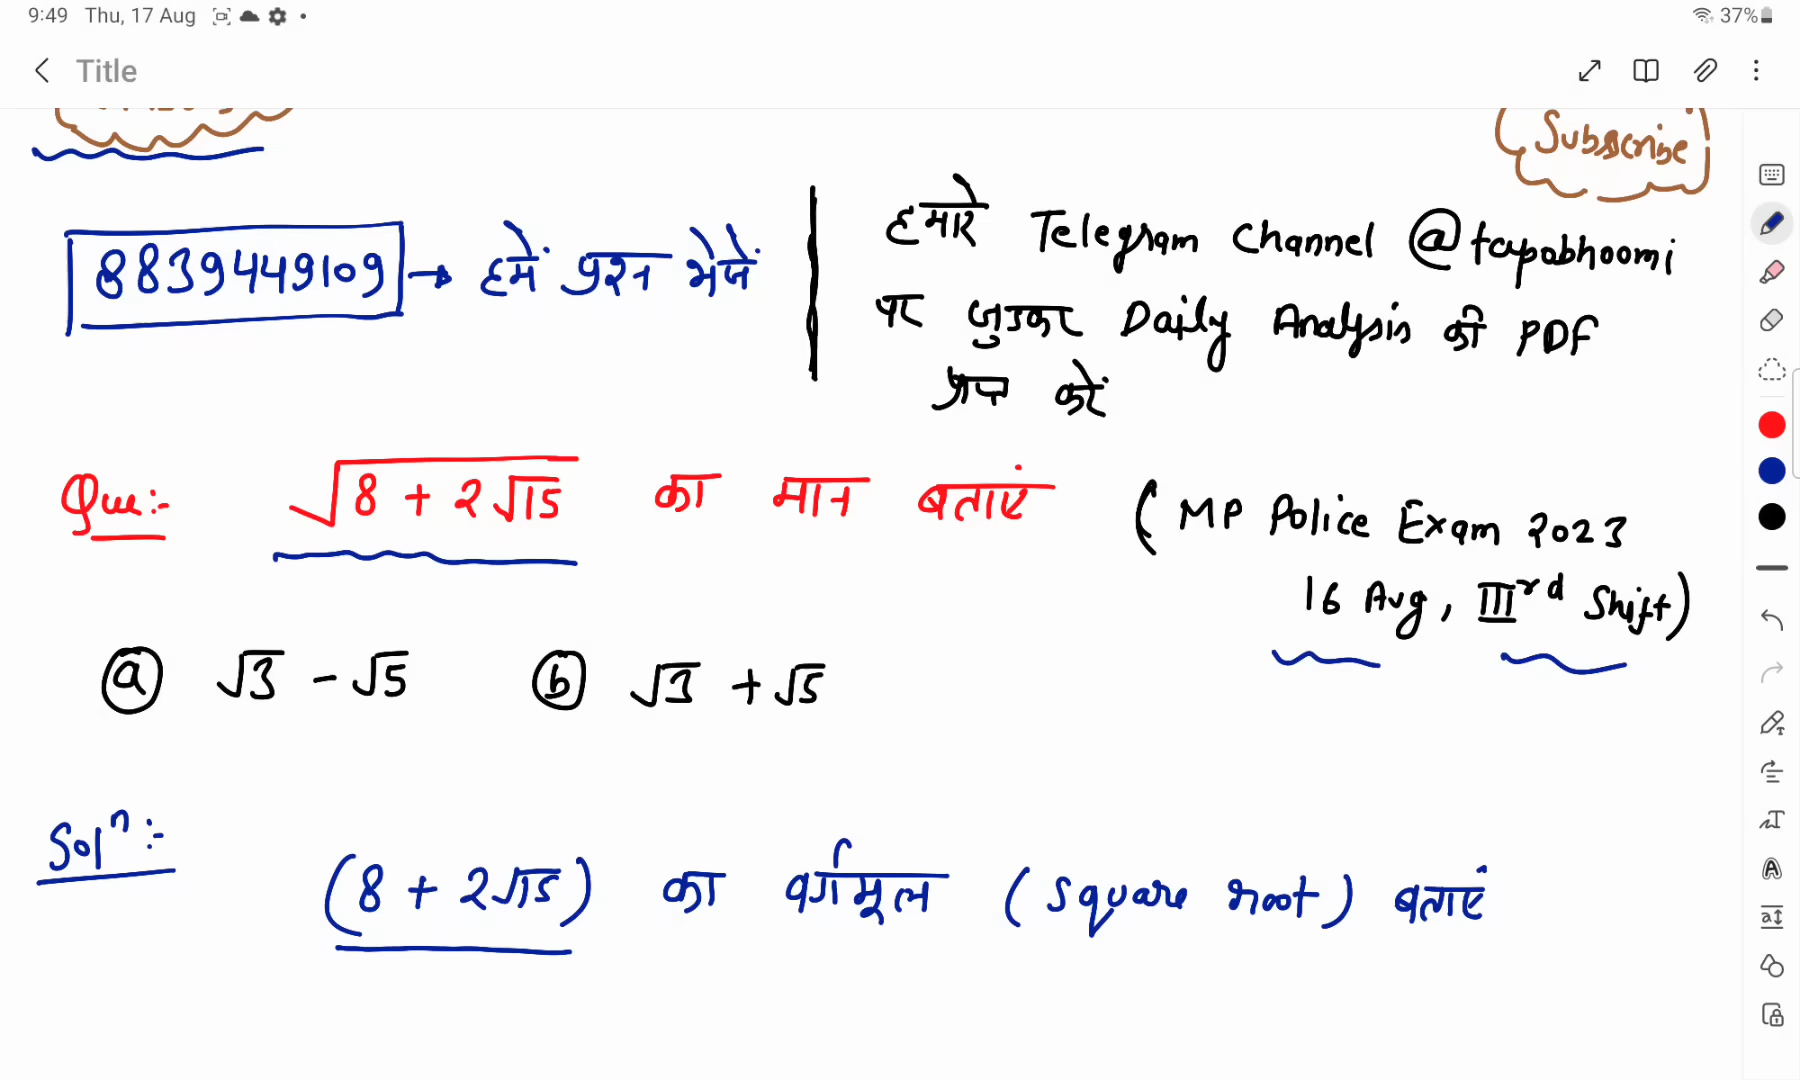 9:49 Thu, 17 Aug
37%
Title
Subscribe
8839449109 → हमें प्रश्न भेजें
हमारे Telegram Channel @tapobhoomi
पर जुड़कर Daily Analysis की PDF
प्राप्त करें
Que:- √(8 + 2√15) का मान बताएं
(MP Police Exam 2023
16 Aug, IIIrd Shift)
(a) √3 - √5 (b) √3 + √5
Solⁿ:-
(8 + 2√15) का वर्गमूल (square root) बताएं